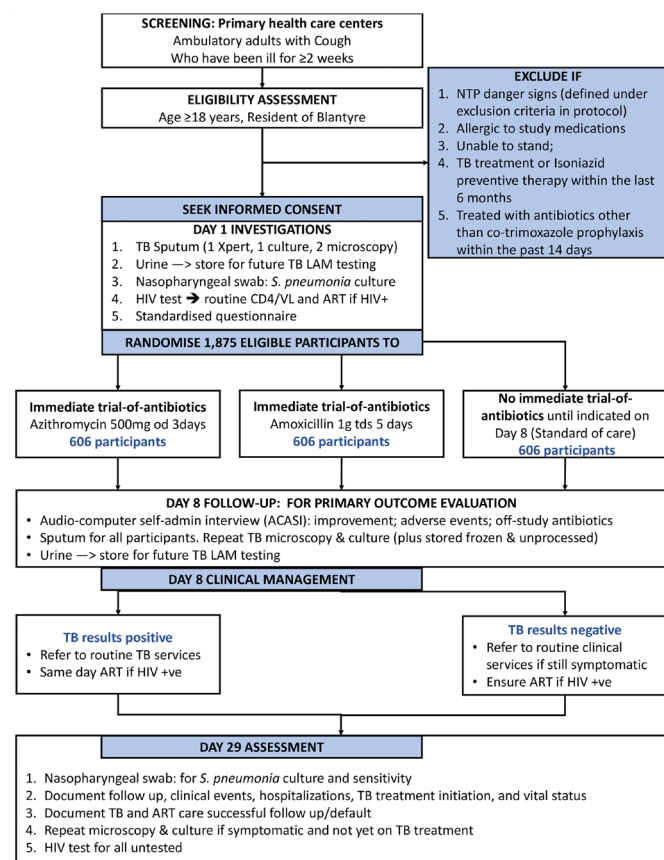 SCREENING: Primary health care centers
Ambulatory adults with Cough
Who have been ill for ≥2 weeks
ELIGIBILITY ASSESSMENT
Age ≥18 years, Resident of Blantyre
EXCLUDE IF
1. NTP danger signs (defined under
exclusion criteria in protocol)
2. Allergic to study medications
3. Unable to stand;
4. TB treatment or Isoniazid
preventive therapy within the last
6 months
5. Treated with antibiotics other
than co-trimoxazole prophylaxis
within the past 14 days
SEEK INFORMED CONSENT
DAY 1 INVESTIGATIONS
1. TB Sputum (1 Xpert, 1 culture, 2 microscopy)
2. Urine —> store for future TB LAM testing
3. Nasopharyngeal swab: S. pneumonia culture
4. HIV test ➔ routine CD4/VL and ART if HIV+
5. Standardised questionnaire
RANDOMISE 1,875 ELIGIBLE PARTICIPANTS TO
Immediate trial-of-antibiotics
Azithromycin 500mg od 3days
606 participants
Immediate trial-of-antibiotics
Amoxicillin 1g tds 5 days
606 participants
No immediate trial-of-
antibiotics until indicated on
Day 8 (Standard of care)
606 participants
DAY 8 FOLLOW-UP: FOR PRIMARY OUTCOME EVALUATION
• Audio-computer self-admin interview (ACASI): improvement; adverse events; off-study antibiotics
• Sputum for all participants. Repeat TB microscopy & culture (plus stored frozen & unprocessed)
• Urine —> store for future TB LAM testing
DAY 8 CLINICAL MANAGEMENT
TB results positive
• Refer to routine TB services
• Same day ART if HIV +ve
TB results negative
• Refer to routine clinical
services if still symptomatic
• Ensure ART if HIV +ve
DAY 29 ASSESSMENT
1. Nasopharyngeal swab: for S. pneumonia culture and sensitivity
2. Document follow up, clinical events, hospitalizations, TB treatment initiation, and vital status
3. Document TB and ART care successful follow up/default
4. Repeat microscopy & culture if symptomatic and not yet on TB treatment
5. HIV test for all untested